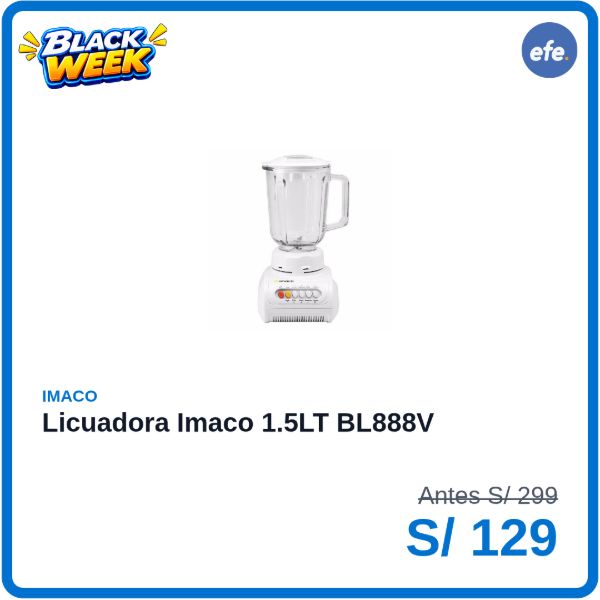 BLACK
WEEK
efe.
IMACO
Licuadora Imaco 1.5LT BL888V
Antes S/ 299
S/ 129